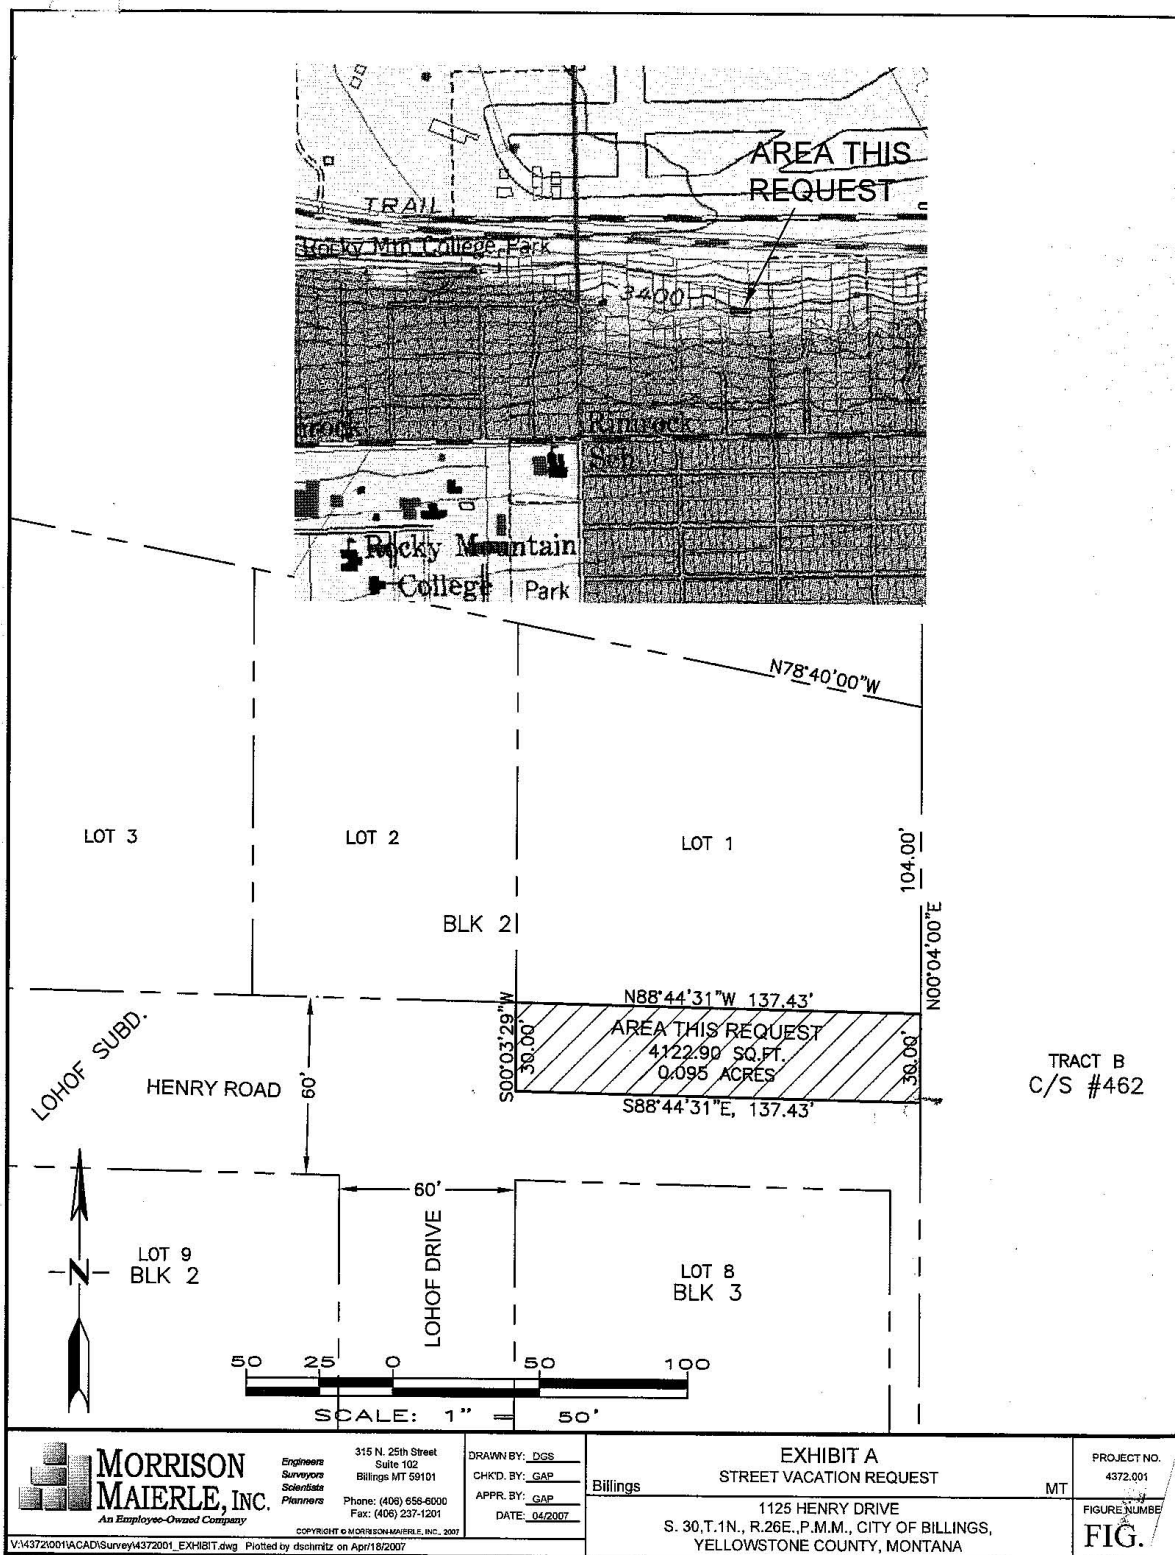 AREA THIS
REQUEST
TRAIL
Rocky Mtn College Park
3400
Rimrock
Sch
Rocky Mountain
College
Park
N78°40'00"W
LOT 3
LOT 2
LOT 1
104.00'
BLK 2
N00°04'00"E
N88°44'31"W 137.43'
S00°03'29"W
30.00'
AREA THIS REQUEST
4122.90 SQ.FT.
0.095 ACRES
30.00'
S88°44'31"E, 137.43'
TRACT B
C/S #462
LOHOF SUBD.
HENRY ROAD
60'
60'
LOHOF DRIVE
N
LOT 9
BLK 2
LOT 8
BLK 3
50 25 0 50 100
SCALE: 1" = 50'
MORRISON
MAIERLE, INC.
An Employee-Owned Company
Engineers
Surveyors
Scientists
Planners
315 N. 25th Street
Suite 102
Billings MT 59101
Phone: (406) 656-6000
Fax: (406) 237-1201
COPYRIGHT © MORRISON-MAIERLE, INC., 2007
V:\4372\001\ACAD\Survey\4372001_EXHIBIT.dwg Plotted by dschmitz on Apr/18/2007
DRAWN BY: DGS
CHK'D. BY: GAP
APPR. BY: GAP
DATE: 04/2007
EXHIBIT A
STREET VACATION REQUEST
Billings MT
1125 HENRY DRIVE
S. 30,T.1N., R.26E.,P.M.M., CITY OF BILLINGS,
YELLOWSTONE COUNTY, MONTANA
PROJECT NO.
4372.001
FIGURE NUMBE
FIG.